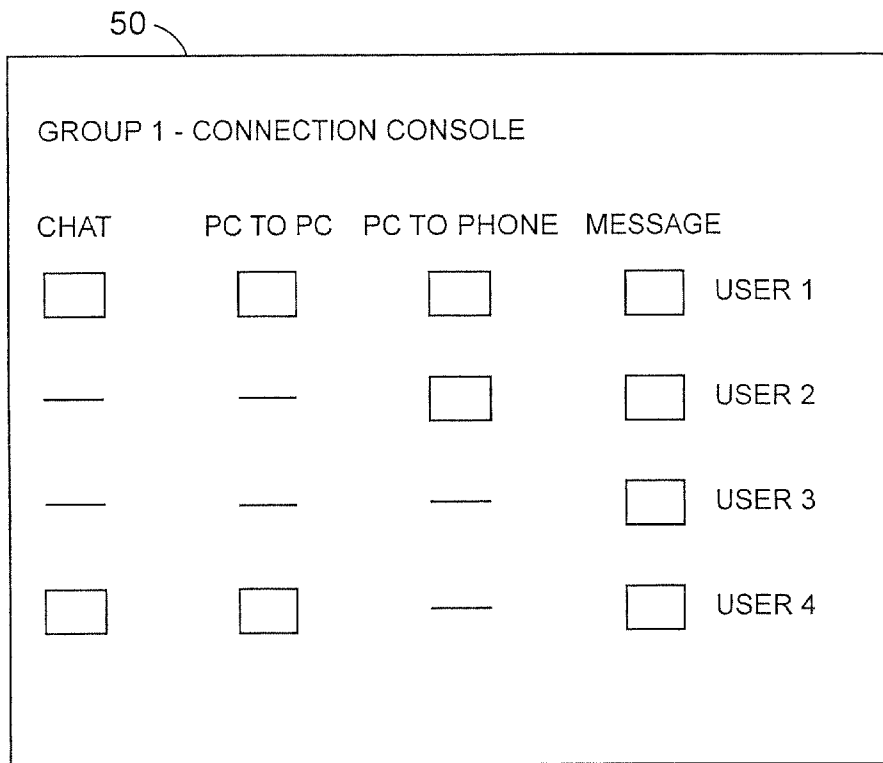 50
GROUP 1 - CONNECTION CONSOLE
CHAT PC TO PC PC TO PHONE MESSAGE
USER 1
USER 2
USER 3
USER 4